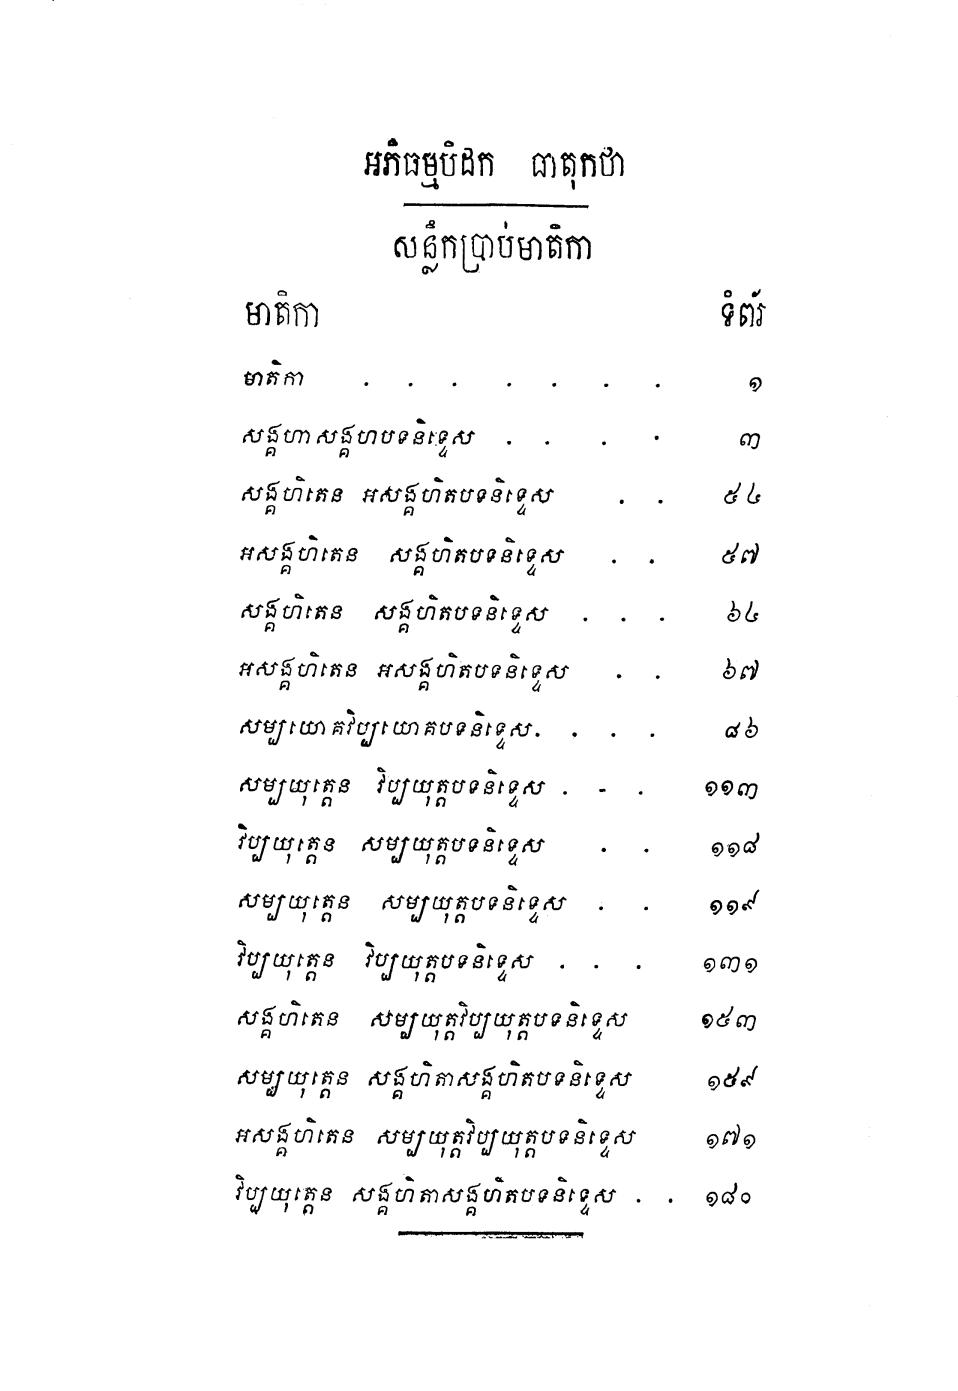 អភិធម្មបិដក ធាតុកថា
សន្លឹកប្រាប់មាតិកា
មាតិកា ទំព័រ
មាតិកា . . . . . . . ១
សង្គហាសង្គហបទនិទ្ទេស . . . . ៣
សង្គហិតេន អសង្គហិតបទនិទ្ទេស . . ៥៤
អសង្គហិតេន សង្គហិតបទនិទ្ទេស . . ៥៧
សង្គហិតេន សង្គហិតបទនិទ្ទេស . . . ៦៤
អសង្គហិតេន អសង្គហិតបទនិទ្ទេស . . ៦៧
សម្បយោគវិប្បយោគបទនិទ្ទេស . . . . ៨៦
សម្បយុត្តេន វិប្បយុត្តបទនិទ្ទេស . - . ១១៣
វិប្បយុត្តេន សម្បយុត្តបទនិទ្ទេស . . ១១៨
សម្បយុត្តេន សម្បយុត្តបទនិទ្ទេស . . ១១៩
វិប្បយុត្តេន វិប្បយុត្តបទនិទ្ទេស . . . ១៣១
សង្គហិតេន សម្បយុត្តវិប្បយុត្តបទនិទ្ទេស ១៥៣
សម្បយុត្តេន សង្គហិតាសង្គហិតបទនិទ្ទេស ១៥៩
អសង្គហិតេន សម្បយុត្តវិប្បយុត្តបទនិទ្ទេស ១៧១
វិប្បយុត្តេន សង្គហិតាសង្គហិតបទនិទ្ទេស . . ១៨០